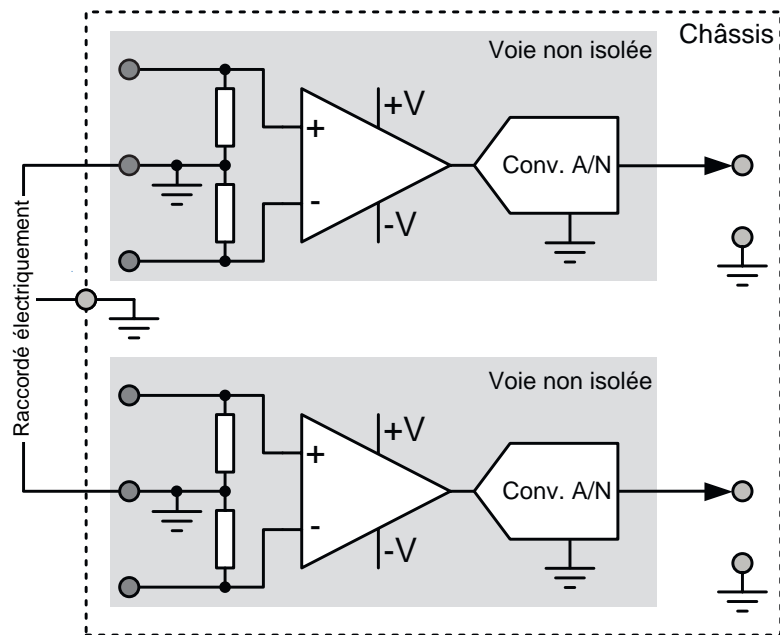 Châssis
Voie non isolée
+V
+
Conv. A/N
-
-V
Raccordé électriquement
Voie non isolée
+V
+
Conv. A/N
-
-V